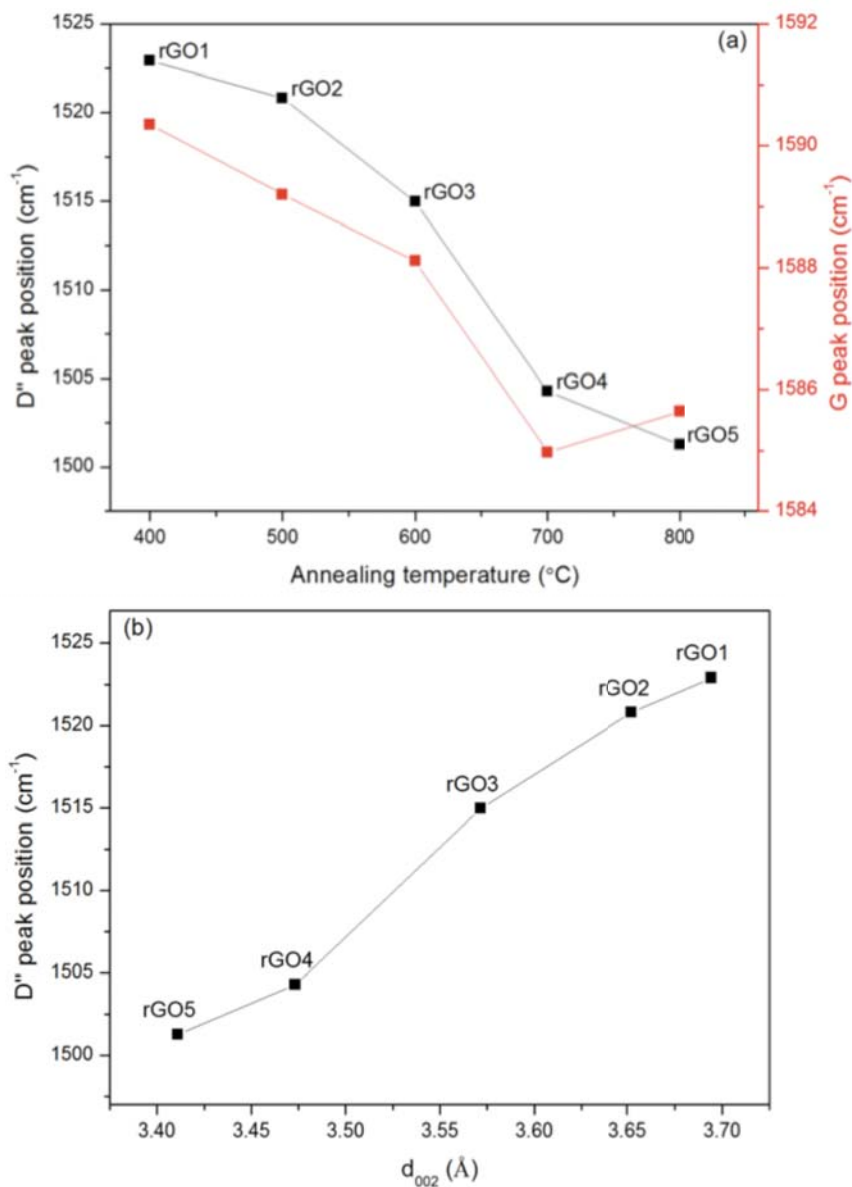 (a)
1525
1520
1515
1510
1505
1500
D" peak position (cm-1)
rGO1
rGO2
rGO3
rGO4
rGO5
1592
1590
1588
1586
1584
G peak position (cm-1)
400 500 600 700 800
Annealing temperature (°C)
(b)
1525
1520
1515
1510
1505
1500
D" peak position (cm-1)
rGO1
rGO2
rGO3
rGO4
rGO5
3.40 3.45 3.50 3.55 3.60 3.65 3.70
d002 (Å)